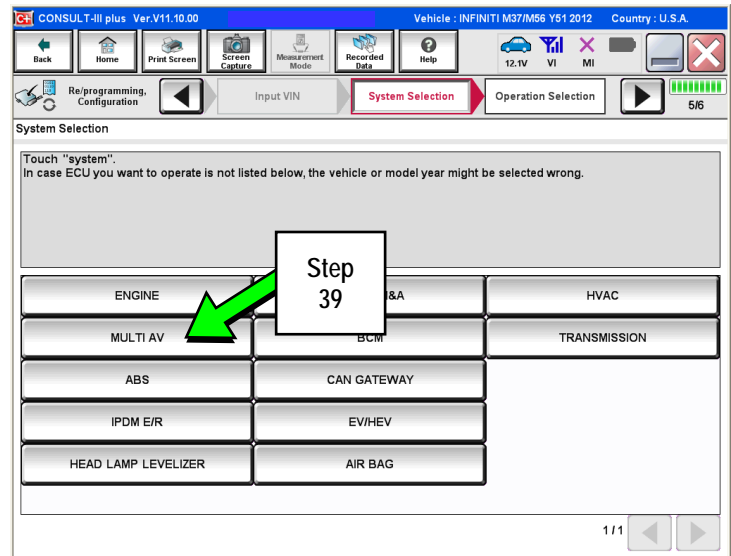 CONSULT-III plus Ver.V11.10.00
Vehicle : INFINITI M37/M56 Y51 2012
Country : U.S.A.
Back
Home
Print Screen
Screen
Capture
Measurement
Mode
Recorded
Data
Help
12.1V
VI
MI
Re/programming,
Configuration
Input VIN
System Selection
Operation Selection
5/6
System Selection
Touch "system".
In case ECU you want to operate is not listed below, the vehicle or model year might be selected wrong.
Step
39
ENGINE
&A
HVAC
MULTI AV
BCM
TRANSMISSION
ABS
CAN GATEWAY
IPDM E/R
EV/HEV
HEAD LAMP LEVELIZER
AIR BAG
1/1